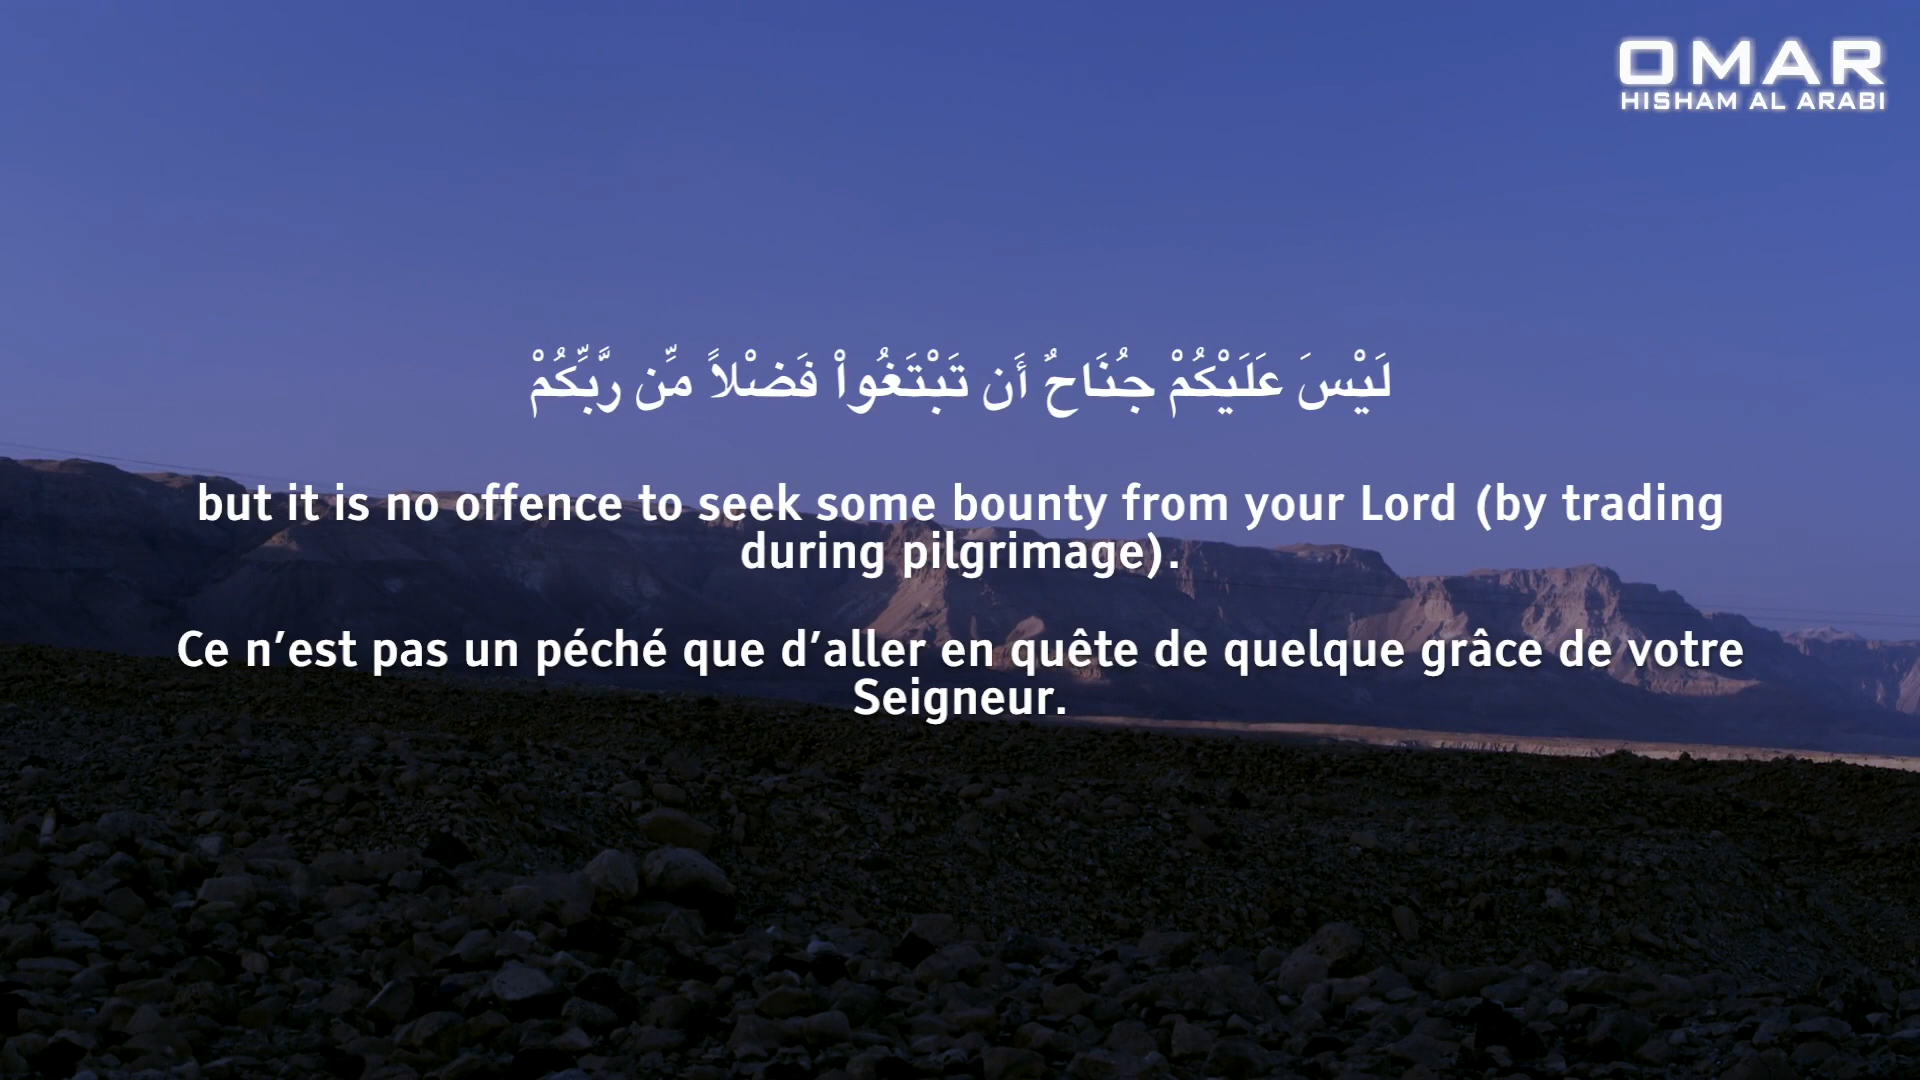 OMAR
HISHAM AL ARABI
لَيْسَ عَلَيْكُمْ جُنَاحٌ أَن تَبْتَغُواْ فَضْلاً مِّن رَّبِّكُمْ
but it is no offence to seek some bounty from your Lord (by trading
during pilgrimage).
Ce n’est pas un péché que d’aller en quête de quelque grâce de votre
Seigneur.